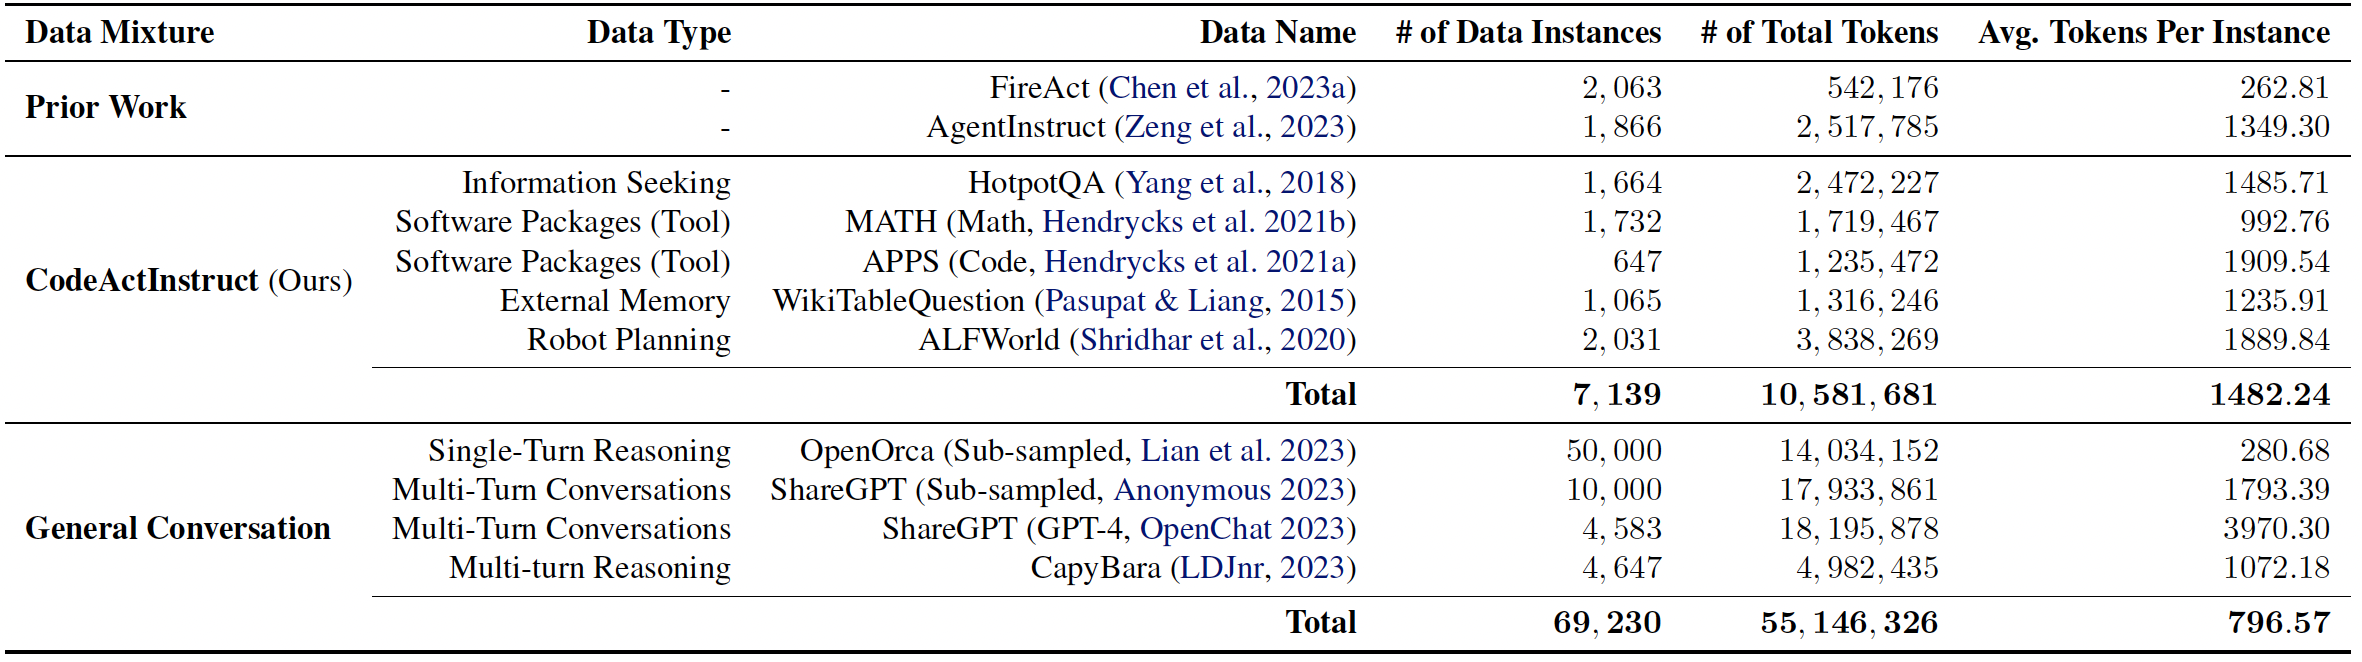 Data Mixture Data Type Data Name # of Data Instances # of Total Tokens Avg. Tokens Per Instance
Prior Work
- FireAct (Chen et al., 2023a) 2, 063 542, 176 262.81
- AgentInstruct (Zeng et al., 2023) 1, 866 2, 517, 785 1349.30
CodeActInstruct (Ours)
Information Seeking HotpotQA (Yang et al., 2018) 1, 664 2, 472, 227 1485.71
Software Packages (Tool) MATH (Math, Hendrycks et al. 2021b) 1, 732 1, 719, 467 992.76
Software Packages (Tool) APPS (Code, Hendrycks et al. 2021a) 647 1, 235, 472 1909.54
External Memory WikiTableQuestion (Pasupat & Liang, 2015) 1, 065 1, 316, 246 1235.91
Robot Planning ALFWorld (Shridhar et al., 2020) 2, 031 3, 838, 269 1889.84
Total 7, 139 10, 581, 681 1482.24
General Conversation
Single-Turn Reasoning OpenOrca (Sub-sampled, Lian et al. 2023) 50, 000 14, 034, 152 280.68
Multi-Turn Conversations ShareGPT (Sub-sampled, Anonymous 2023) 10, 000 17, 933, 861 1793.39
Multi-Turn Conversations ShareGPT (GPT-4, OpenChat 2023) 4, 583 18, 195, 878 3970.30
Multi-turn Reasoning CapyBara (LDJnr, 2023) 4, 647 4, 982, 435 1072.18
Total 69, 230 55, 146, 326 796.57